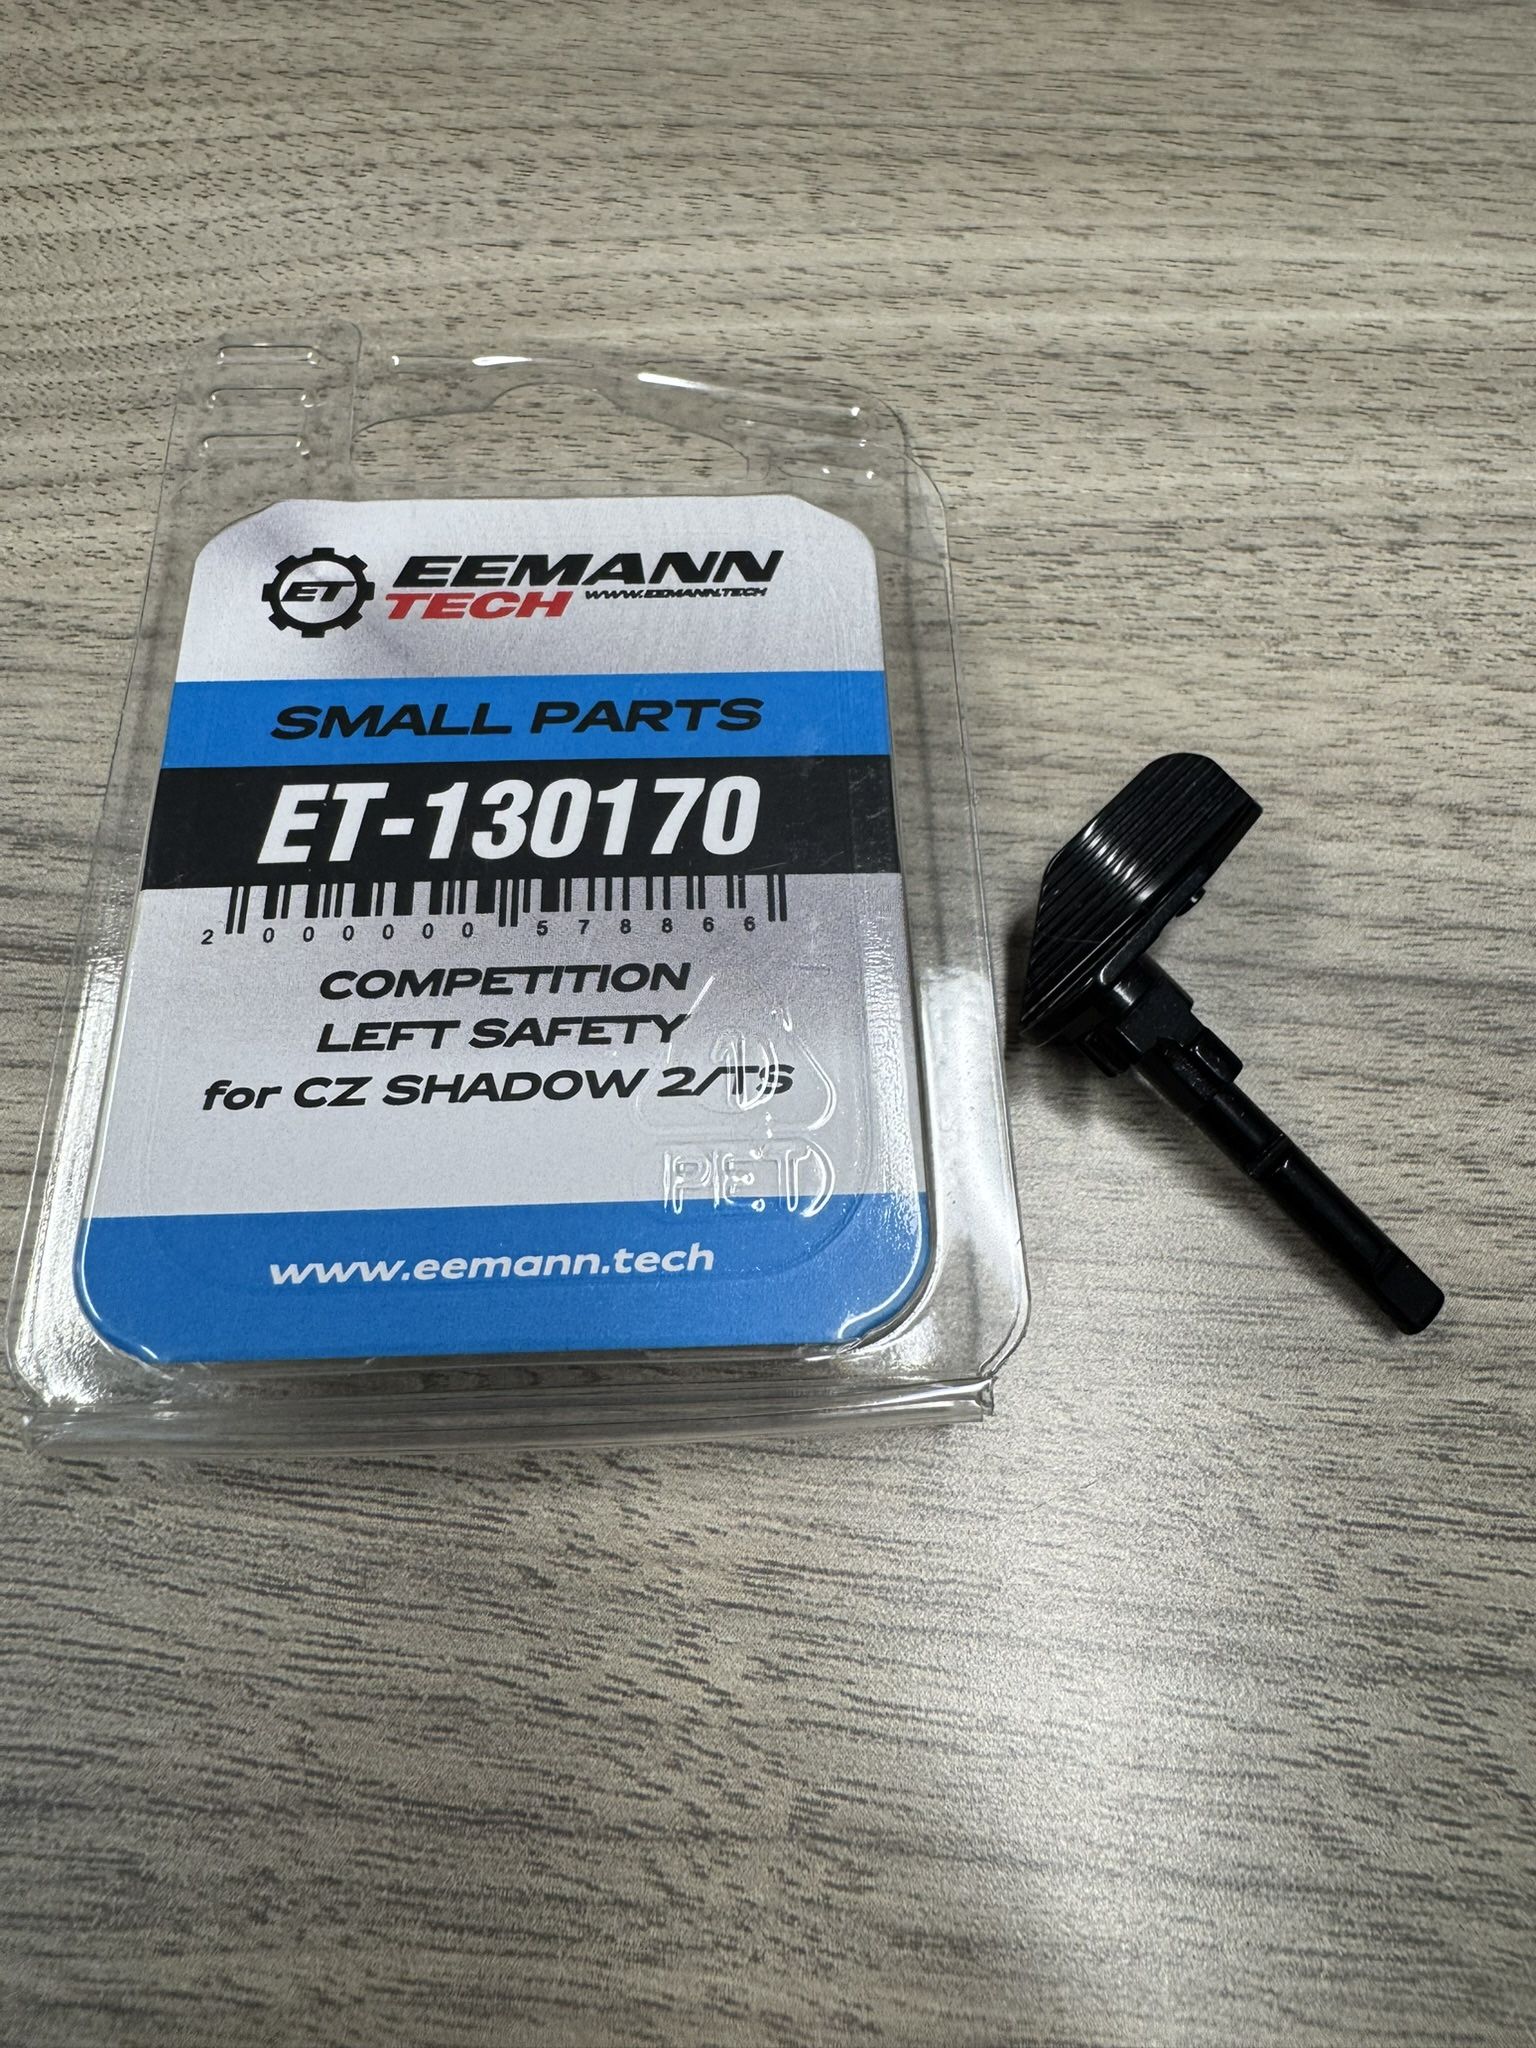 ET
EEMANN
TECH WWW.EEMANN.TECH
SMALL PARTS
ET-130170
2 000000 578866
COMPETITION
LEFT SAFETY
for CZ SHADOW 2/TS
1
PET
www.eemann.tech